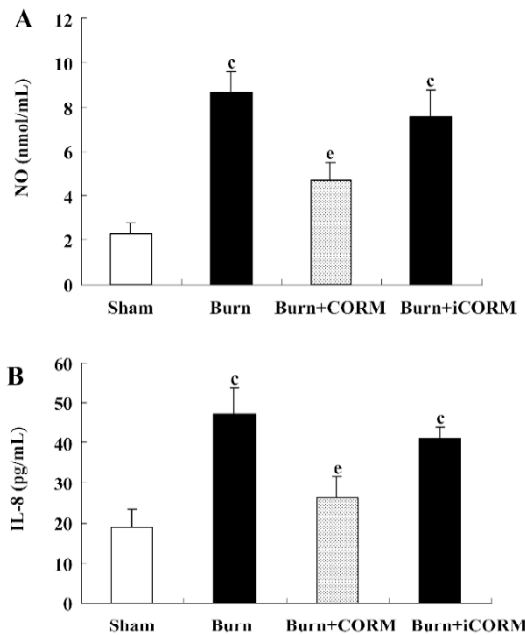 A
12
10
8
6
4
2
0
NO (nmol/mL)
c
e
c
Sham Burn Burn+CORM Burn+iCORM
B
60
50
40
30
20
10
0
IL-8 (pg/mL)
c
e
c
Sham Burn Burn+CORM Burn+iCORM